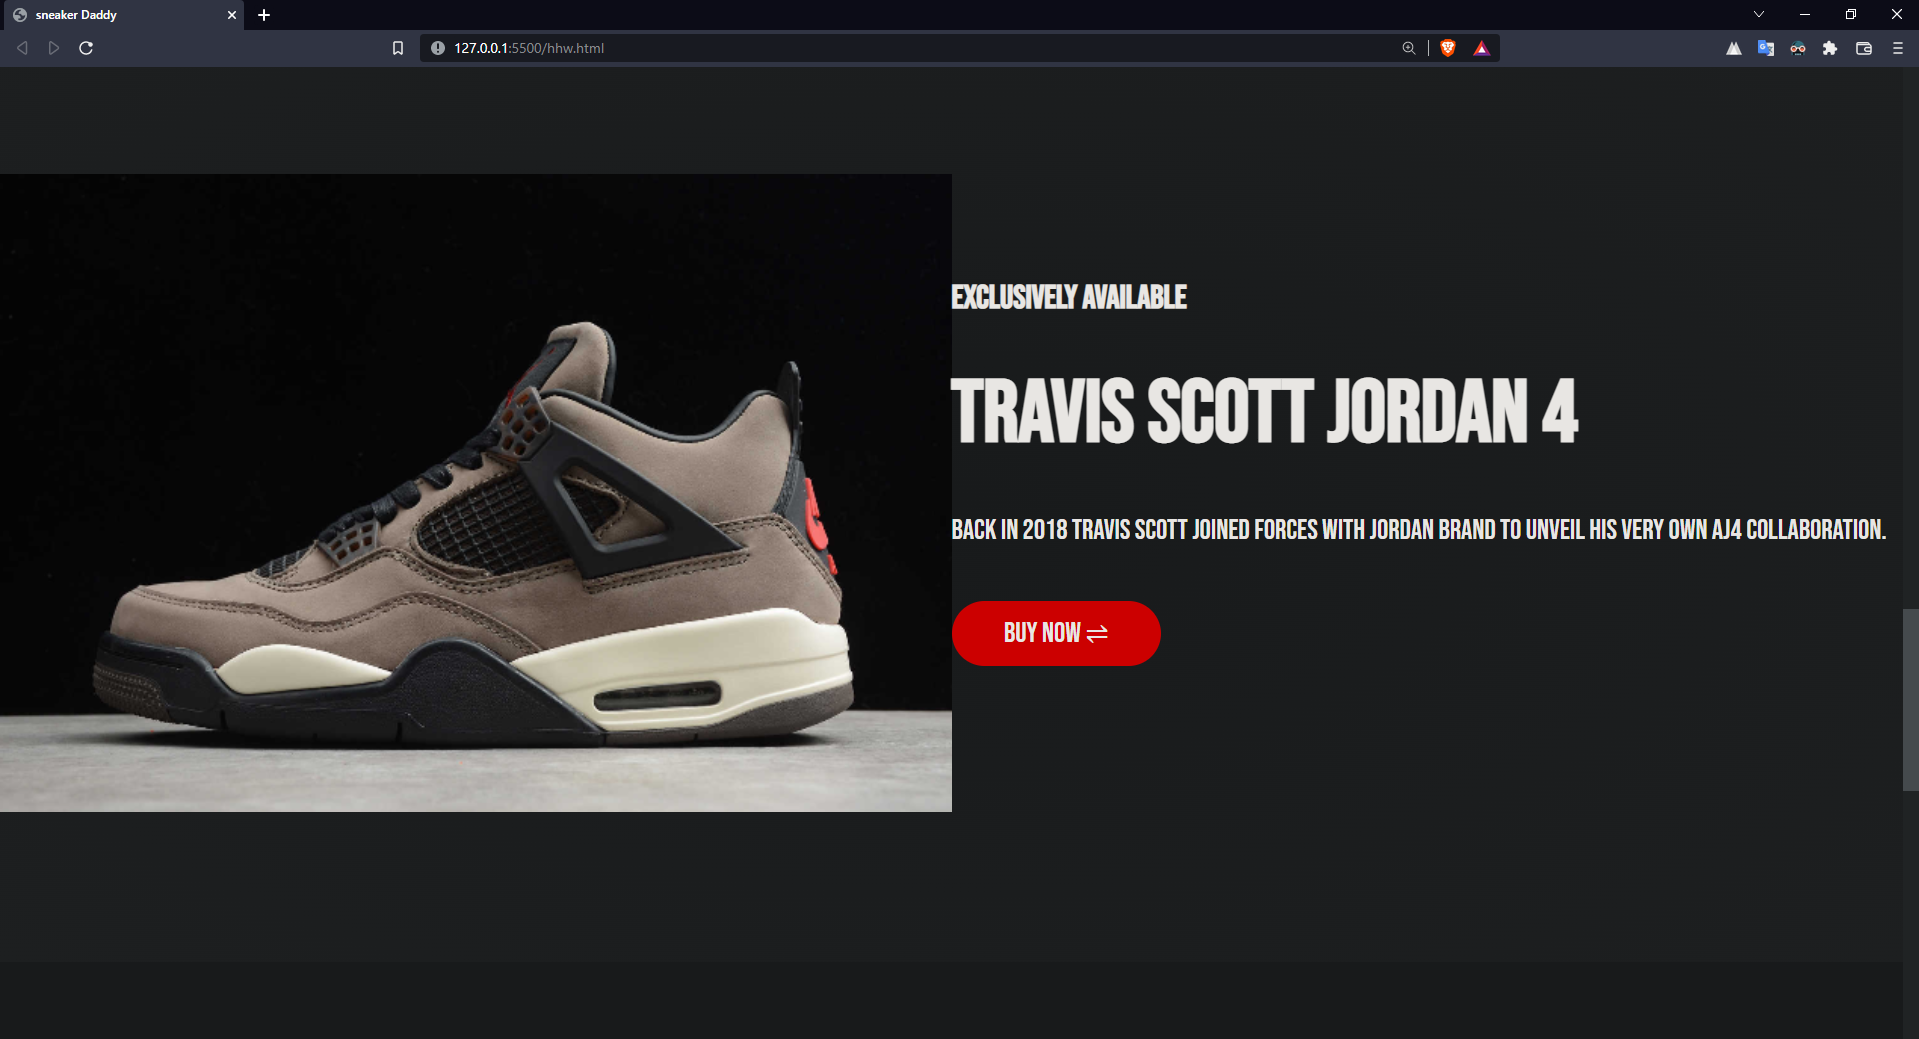 sneaker Daddy
127.0.0.1:5500/hhw.html
EXCLUSIVELY AVAILABLE
TRAVIS SCOTT JORDAN 4
BACK IN 2018 TRAVIS SCOTT JOINED FORCES WITH JORDAN BRAND TO UNVEIL HIS VERY OWN AJ4 COLLABORATION.
BUY NOW ⇌